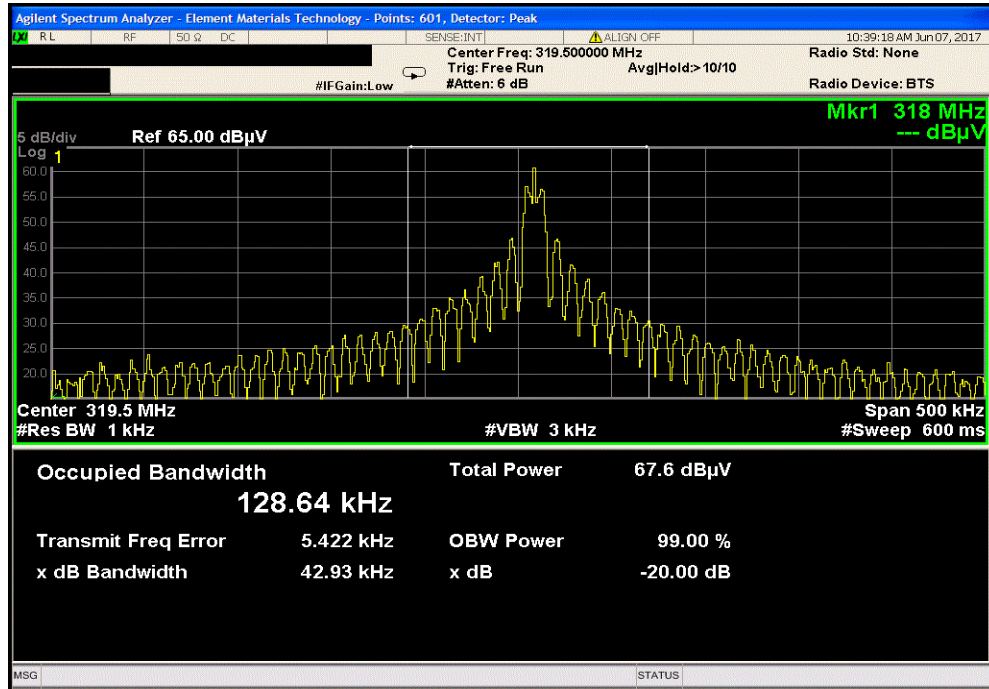 Agilent Spectrum Analyzer - Element Materials Technology - Points: 601, Detector: Peak
LXI RL RF 50 Ω DC SENSE:INT ALIGN OFF 10:39:18 AM Jun 07, 2017
Center Freq: 319.500000 MHz Radio Std: None
Trig: Free Run Avg|Hold:> 10/10
#IFGain:Low #Atten: 6 dB Radio Device: BTS
Mkr1 318 MHz
--- dBµV
5 dB/div Ref 65.00 dBµV
Log
1
60.0
55.0
50.0
45.0
40.0
35.0
30.0
25.0
20.0
Center 319.5 MHz Span 500 kHz
#Res BW 1 kHz #VBW 3 kHz #Sweep 600 ms
Occupied Bandwidth Total Power 67.6 dBµV
128.64 kHz
Transmit Freq Error 5.422 kHz OBW Power 99.00 %
x dB Bandwidth 42.93 kHz x dB -20.00 dB
MSG STATUS